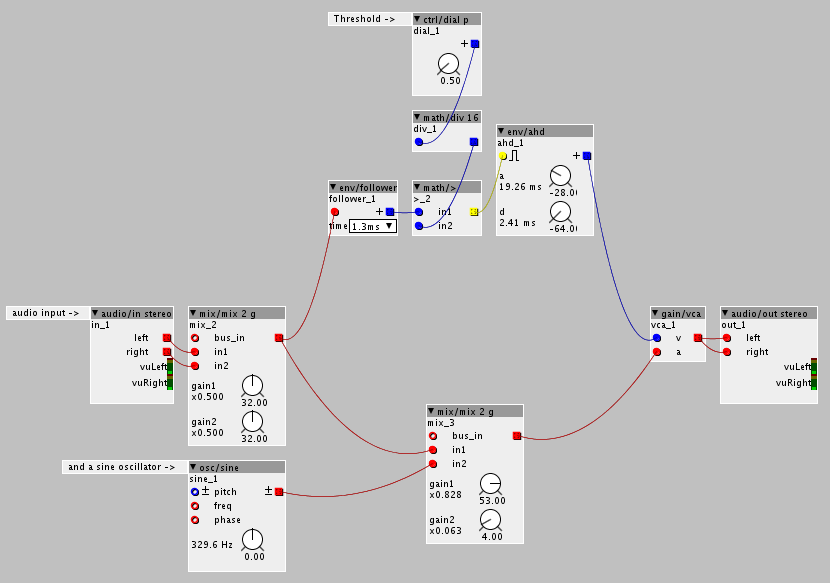 Threshold ->
ctrl/dial p
dial_1
+
0.50
math/div 16
div_1
env/ahd
ahd_1
+
a
19.26 ms
-28.0(
d
2.41 ms
-64.0(
env/follower
follower_1
+
time 1.3ms
math/>
>_2
in1
in2
audio input ->
audio/in stereo
in_1
left
right
vuLeft
vuRight
mix/mix 2 g
mix_2
bus_in
in1
in2
gain1
x0.500
32.00
gain2
x0.500
32.00
gain/vca
vca_1
v
a
audio/out stereo
out_1
left
right
vuLeft
vuRight
mix/mix 2 g
mix_3
bus_in
in1
in2
gain1
x0.828
53.00
gain2
x0.063
4.00
and a sine oscillator ->
osc/sine
sine_1
± pitch ±
freq
phase
329.6 Hz
0.00